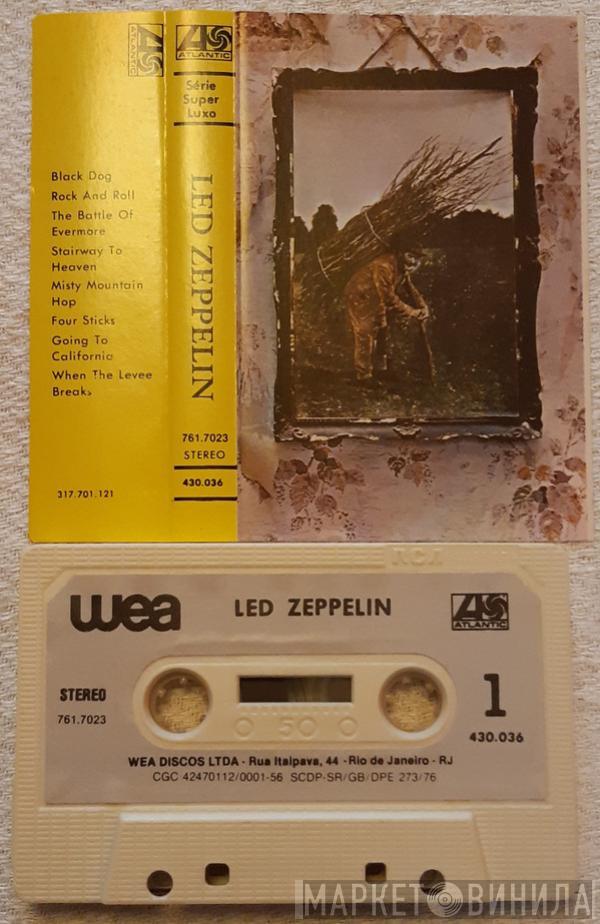 ATLANTIC
ATLANTIC
Série
Super
Luxo
LED ZEPPELIN
761.7023
STEREO
430.036
Black Dog
Rock And Roll
The Battle Of
Evermore
Stairway To
Heaven
Misty Mountain
Hop
Four Sticks
Going To
California
When The Levee
Breaks
317.701.121
RCA
wea
LED ZEPPELIN
ATLANTIC
STEREO
761.7023
50
1
430.036
WEA DISCOS LTDA - Rua Itaipava, 44 - Rio de Janeiro - RJ
CGC 42470112/0001-56 SCDP-SR/GB/DPE 273/76
МАРКЕТ ВИНИЛА